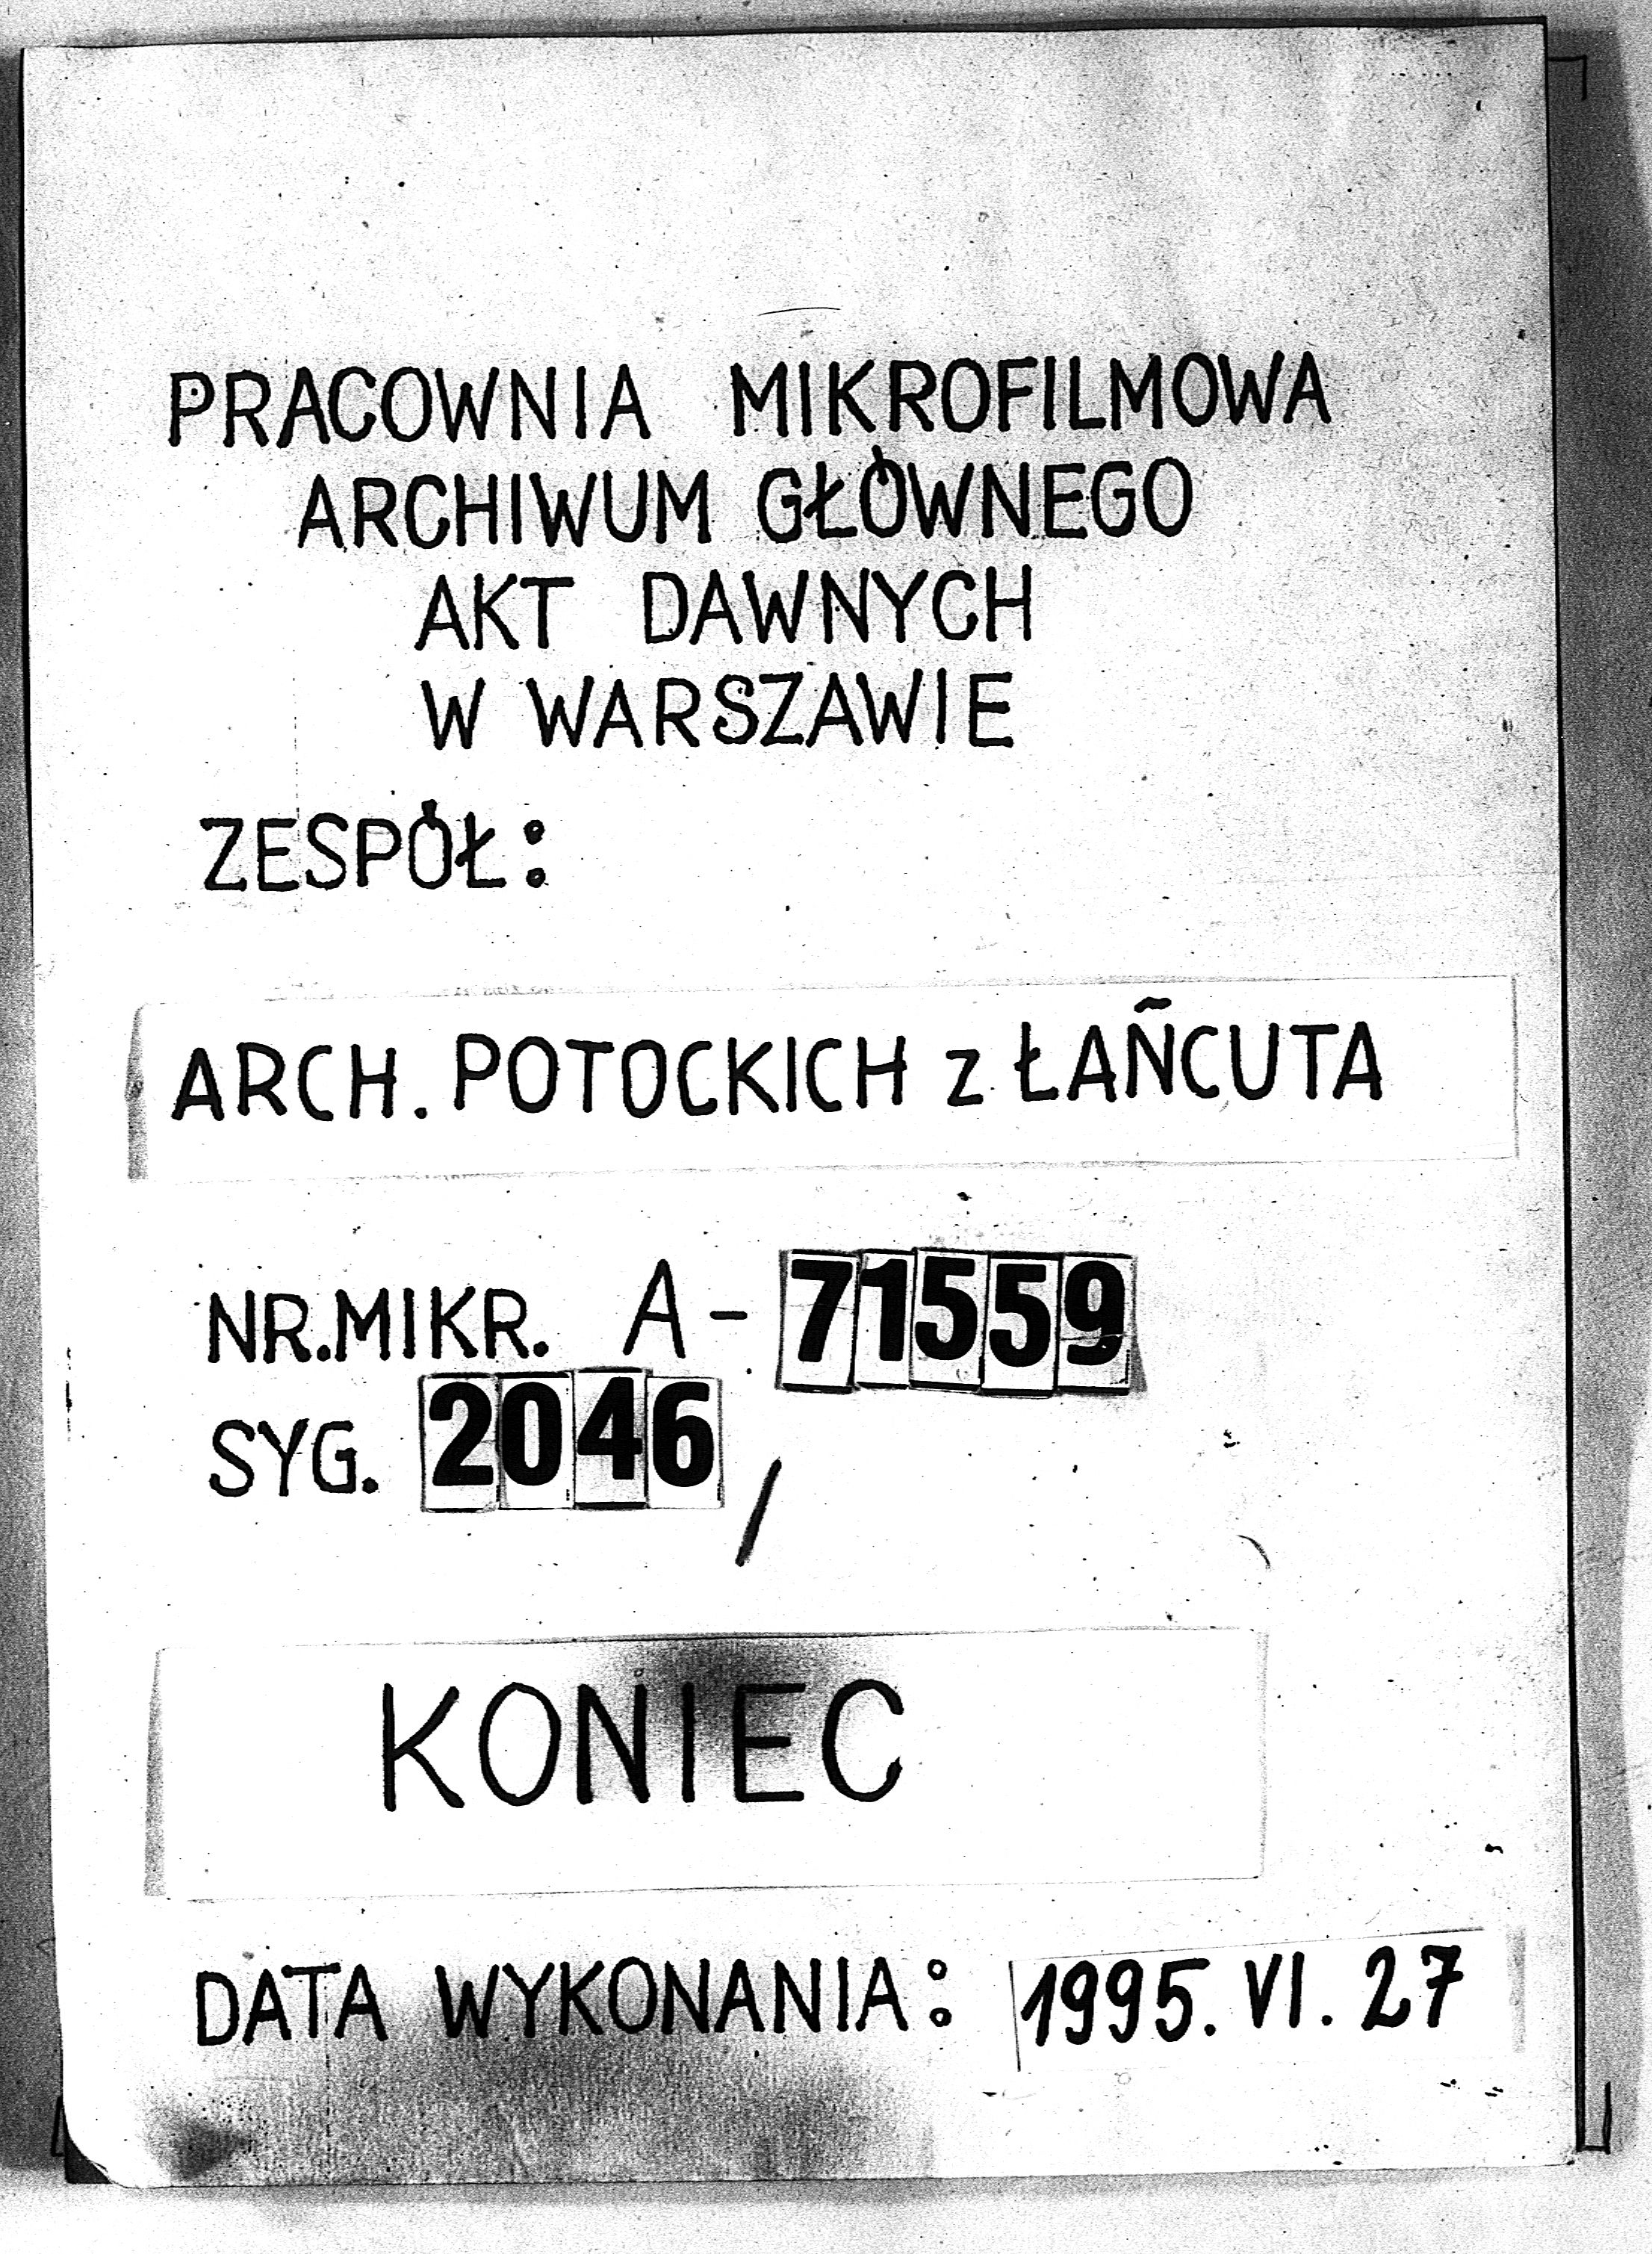 PRACOWNIA MIKROFILMOWA
ARCHIWUM GŁÓWNEGO
AKT DAWNYCH
W WARSZAWIE
ZESPÓŁ:
ARCH. POTOCKICH z ŁAŃCUTA
NR. MIKR. A-71559
SYG. 2046/
KONIEC
DATA WYKONANIA: 1995. VI. 27